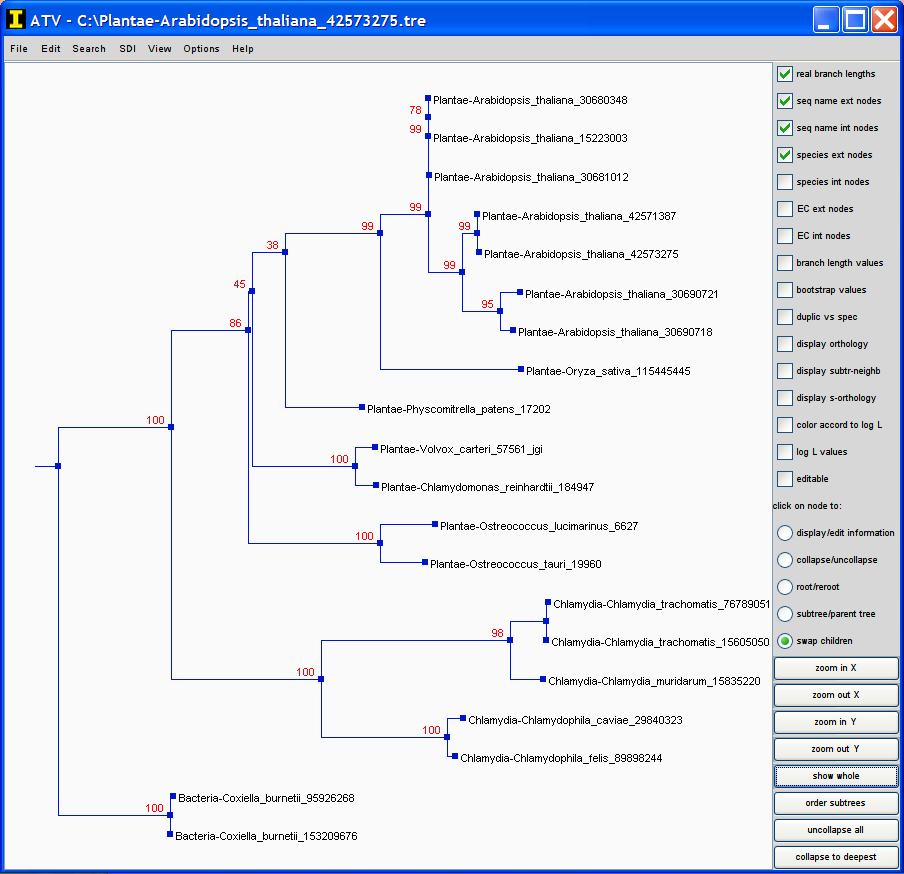 ATV - C:\Plantae-Arabidopsis_thaliana_42573275.tre
File Edit Search SDI View Options Help
Plantae-Arabidopsis_thaliana_30680348
78
99
Plantae-Arabidopsis_thaliana_15223003
Plantae-Arabidopsis_thaliana_30681012
99
Plantae-Arabidopsis_thaliana_42571387
99
99
38
Plantae-Arabidopsis_thaliana_42573275
99
45
Plantae-Arabidopsis_thaliana_30690721
95
86
Plantae-Arabidopsis_thaliana_30690718
Plantae-Oryza_sativa_115445445
Plantae-Physcomitrella_patens_17202
100
Plantae-Volvox_carteri_57561_jgi
100
Plantae-Chlamydomonas_reinhardtii_184947
Plantae-Ostreococcus_lucimarinus_6627
100
Plantae-Ostreococcus_tauri_19960
Chlamydia-Chlamydia_trachomatis_76789051
98
Chlamydia-Chlamydia_trachomatis_15605050
100
Chlamydia-Chlamydia_muridarum_15835220
Chlamydia-Chlamydophila_caviae_29840323
100
Chlamydia-Chlamydophila_felis_89898244
Bacteria-Coxiella_burnetii_95926268
100
Bacteria-Coxiella_burnetii_153209676
real branch lengths
seq name ext nodes
seq name int nodes
species ext nodes
species int nodes
EC ext nodes
EC int nodes
branch length values
bootstrap values
duplic vs spec
display orthology
display subtr-neighb
display s-orthology
color accord to log L
log L values
editable
click on node to:
display/edit information
collapse/uncollapse
root/reroot
subtree/parent tree
swap children
zoom in X
zoom out X
zoom in Y
zoom out Y
show whole
order subtrees
uncollapse all
collapse to deepest